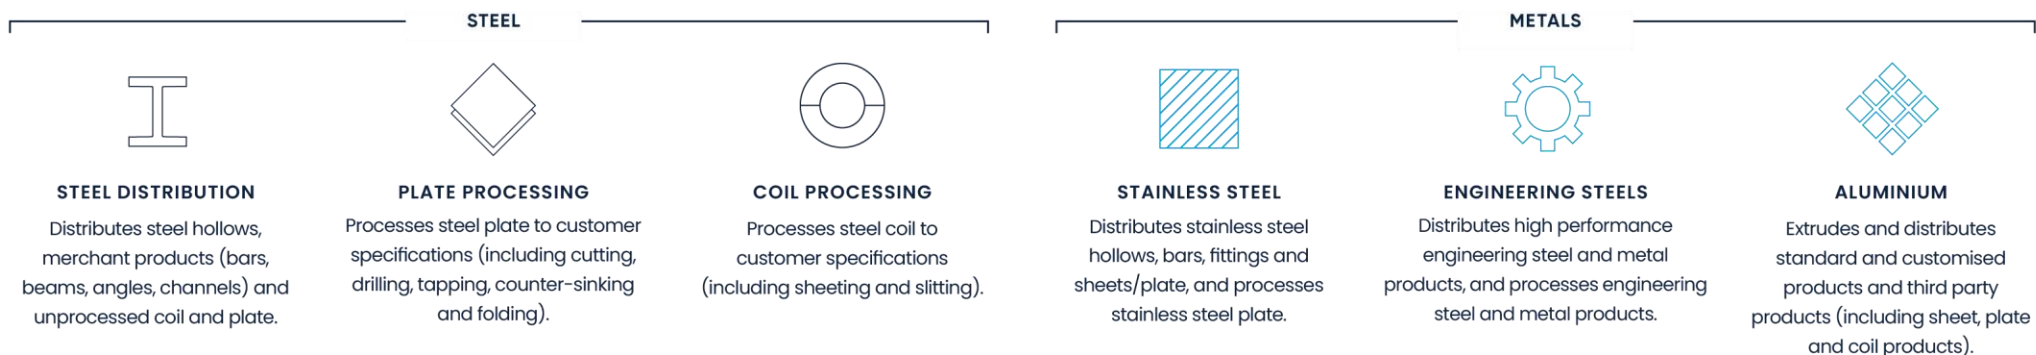 STEEL
STEEL DISTRIBUTION
Distributes steel hollows,
merchant products (bars,
beams, angles, channels) and
unprocessed coil and plate.
PLATE PROCESSING
Processes steel plate to customer
specifications (including cutting,
drilling, tapping, counter-sinking
and folding).
COIL PROCESSING
Processes steel coil to
customer specifications
(including sheeting and slitting).
METALS
STAINLESS STEEL
Distributes stainless steel
hollows, bars, fittings and
sheets/plate, and processes
stainless steel plate.
ENGINEERING STEELS
Distributes high performance
engineering steel and metal
products, and processes engineering
steel and metal products.
ALUMINIUM
Extrudes and distributes
standard and customised
products and third party
products (including sheet, plate
and coil products).